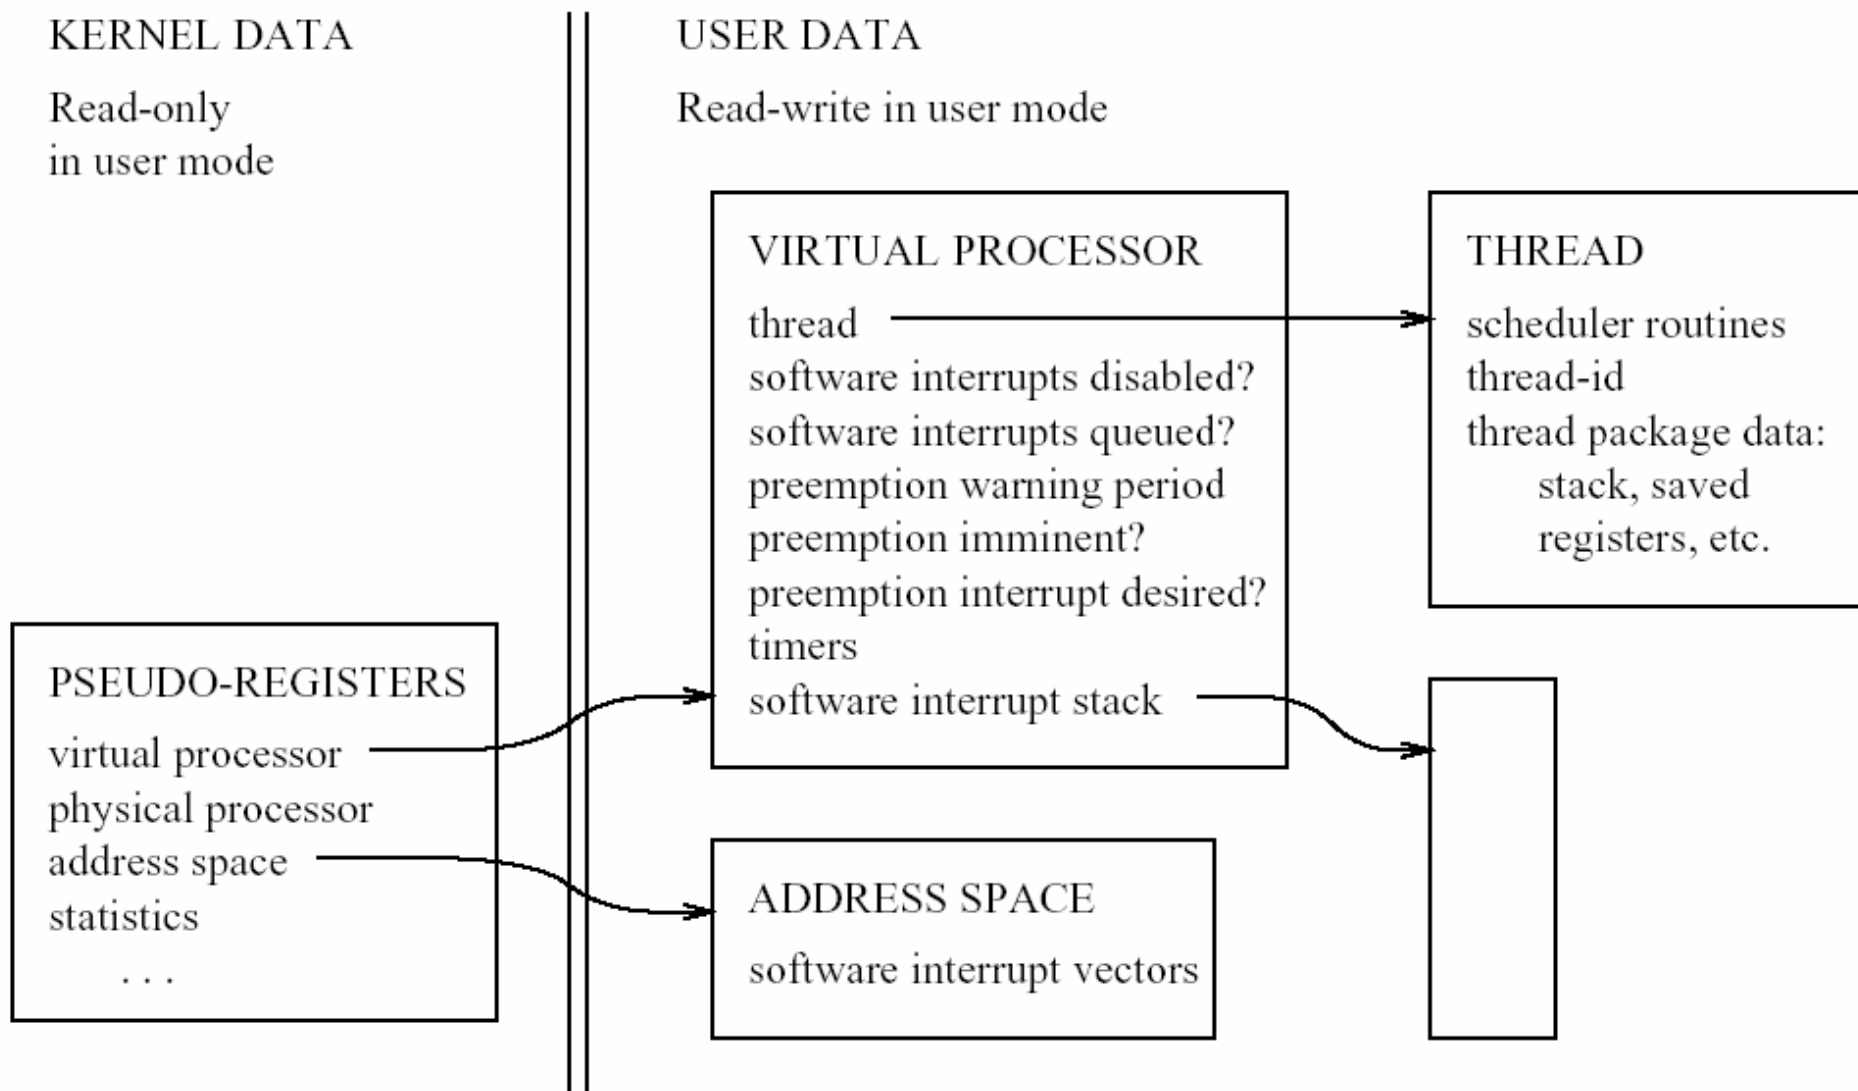 KERNEL DATA
Read-only
in user mode
USER DATA
Read-write in user mode
VIRTUAL PROCESSOR
thread
software interrupts disabled?
software interrupts queued?
preemption warning period
preemption imminent?
preemption interrupt desired?
timers
software interrupt stack
THREAD
scheduler routines
thread-id
thread package data:
stack, saved
registers, etc.
PSEUDO-REGISTERS
virtual processor
physical processor
address space
statistics
. . .
ADDRESS SPACE
software interrupt vectors